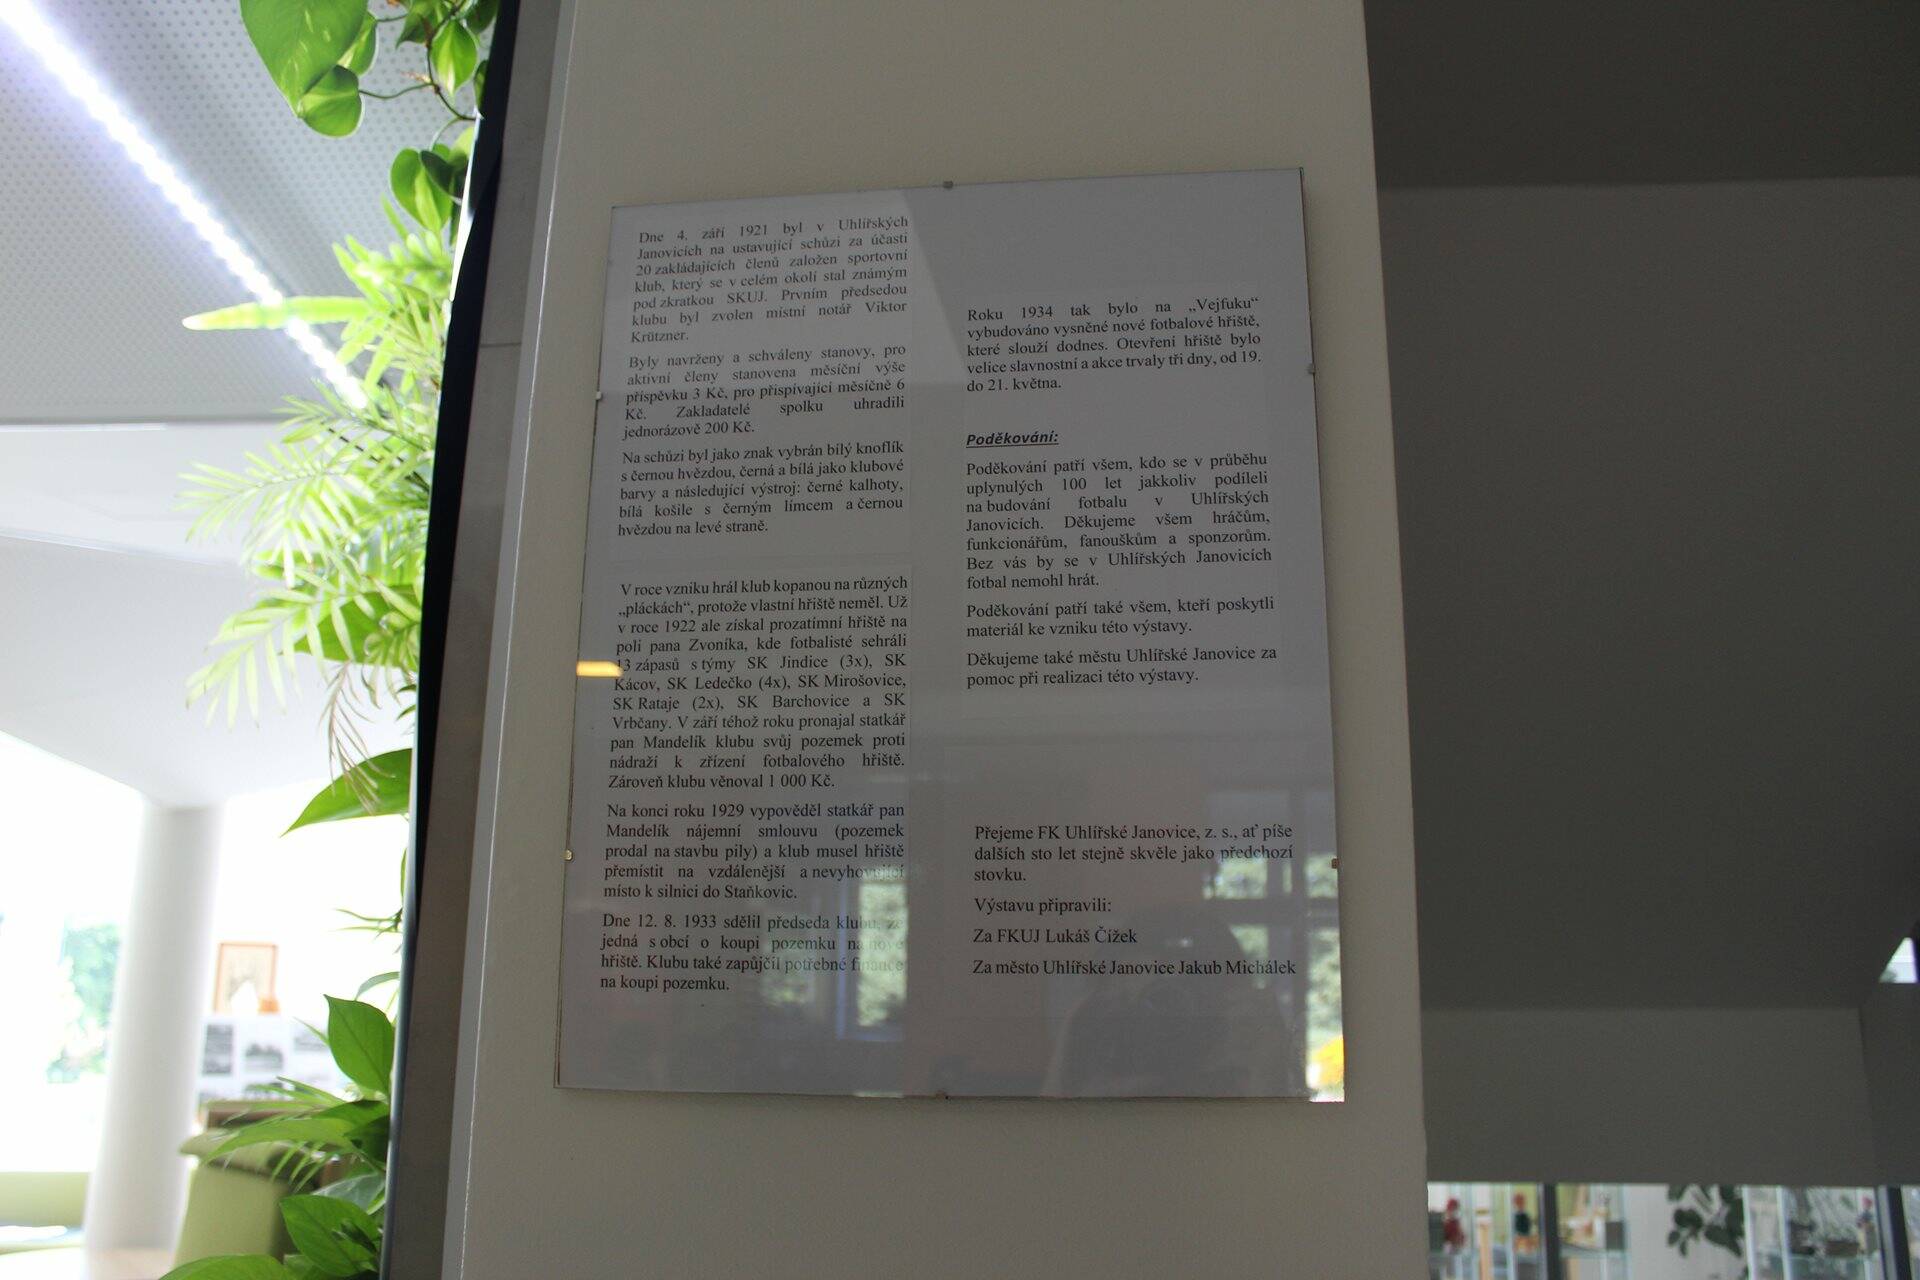 Dne 4. září 1921 byl v Uhlířských
Janovicích na ustavující schůzi za účasti
20 zakládajících členů založen sportovní
klub, který se v celém okolí stal známým
pod zkratkou SKUJ. Prvním předsedou
klubu byl zvolen místní notář Viktor
Krützner.
Byly navrženy a schváleny stanovy, pro
aktivní členy stanovena měsíční výše
příspěvku 3 Kč, pro přispívající měsíčně 6
Kč. Zakladatelé spolku uhradili
jednorázově 200 Kč.
Na schůzi byl jako znak vybrán bílý knoflík
s černou hvězdou, černá a bílá jako klubové
barvy a následující výstroj: černé kalhoty,
bílá košile s černým límcem a černou
hvězdou na levé straně.
V roce vzniku hrál klub kopanou na různých
„pláckách“, protože vlastní hřiště neměl. Už
v roce 1922 ale získal prozatímní hřiště na
poli pana Zvoníka, kde fotbalisté sehráli
13 zápasů s týmy SK Jindice (3x), SK
Kácov, SK Ledečko (4x), SK Mirošovice,
SK Rataje (2x), SK Barchovice a SK
Vrbčany. V září téhož roku pronajal statkář
pan Mandelík klubu svůj pozemek proti
nádraží k zřízení fotbalového hřiště.
Zároveň klubu věnoval 1 000 Kč.
Na konci roku 1929 vypověděl statkář pan
Mandelík nájemní smlouvu (pozemek
prodal na stavbu pily) a klub musel hřiště
přemístit na vzdálenější a nevyhovující
místo k silnici do Staňkovic.
Dne 12. 8. 1933 sdělil předseda klubu, že
jedná s obcí o koupi pozemku na nové
hřiště. Klubu také zapůjčil potřebné finance
na koupi pozemku.
Roku 1934 tak bylo na „Vejfuku“
vybudováno vysněné nové fotbalové hřiště,
které slouží dodnes. Otevření hřiště bylo
velice slavnostní a akce trvaly tři dny, od 19.
do 21. května.
Poděkování:
Poděkování patří všem, kdo se v průběhu
uplynulých 100 let jakkoliv podíleli
na budování fotbalu v Uhlířských
Janovicích. Děkujeme všem hráčům,
funkcionářům, fanouškům a sponzorům.
Bez vás by se v Uhlířských Janovicích
fotbal nemohl hrát.
Poděkování patří také všem, kteří poskytli
materiál ke vzniku této výstavy.
Děkujeme také městu Uhlířské Janovice za
pomoc při realizaci této výstavy.
Přejeme FK Uhlířské Janovice, z. s., ať píše
dalších sto let stejně skvěle jako předchozí
stovku.
Výstavu připravili:
Za FKUJ Lukáš Čížek
Za město Uhlířské Janovice Jakub Michálek